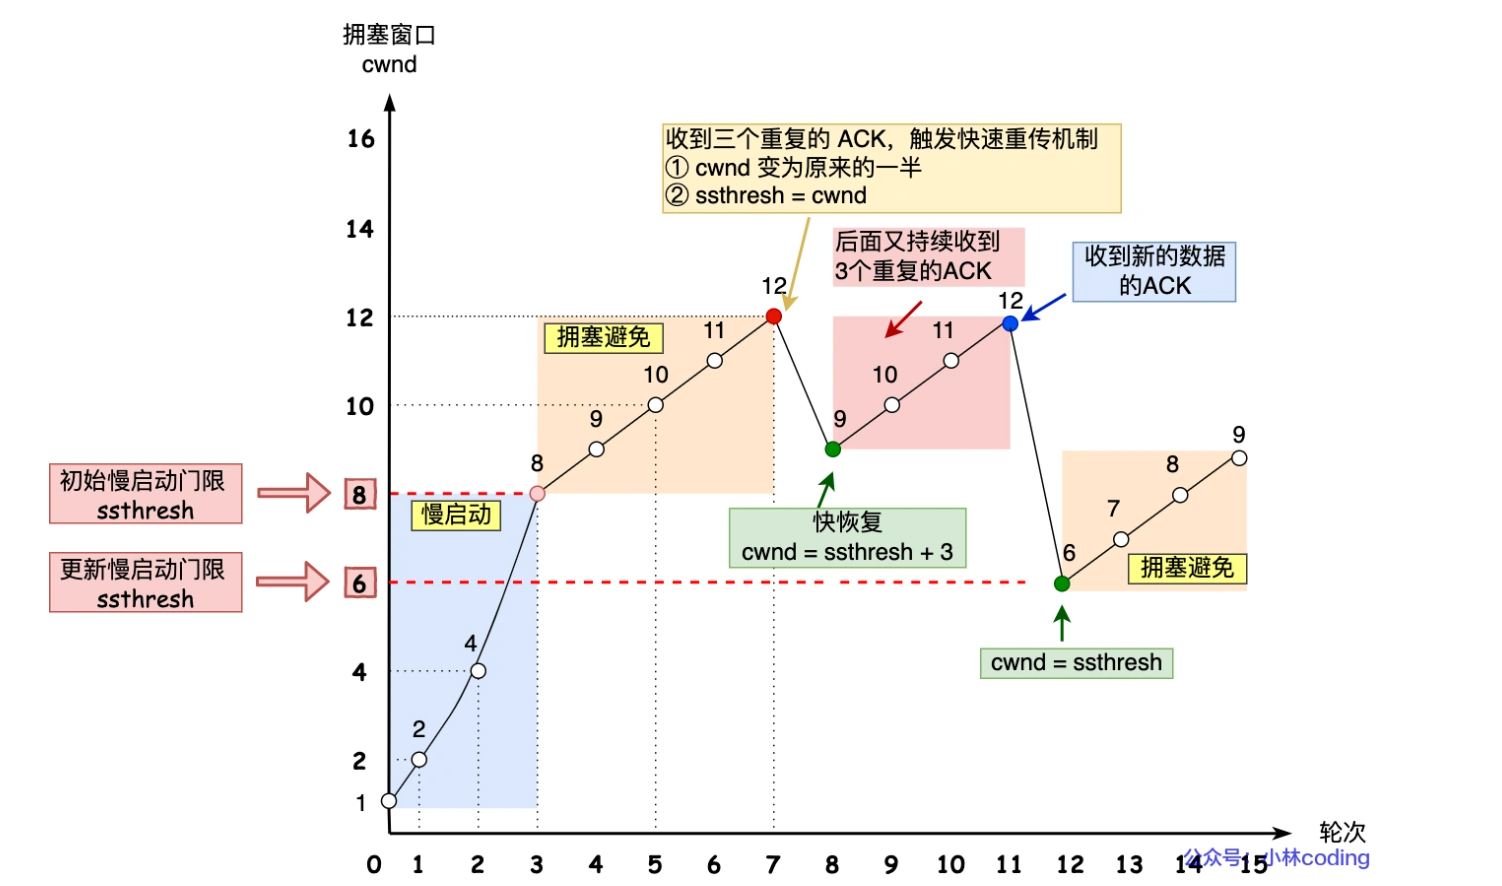 拥塞窗口
cwnd
16
14
12
10
8
6
4
2
1
初始慢启动门限
ssthresh
更新慢启动门限
ssthresh
收到三个重复的 ACK，触发快速重传机制
① cwnd 变为原来的一半
② ssthresh = cwnd
后面又持续收到
3个重复的ACK
收到新的数据
的ACK
慢启动
2
4
8
拥塞避免
9
10
11
12
快恢复
cwnd = ssthresh + 3
9
10
11
12
cwnd = ssthresh
6
7
8
9
拥塞避免
轮次
0 1 2 3 4 5 6 7 8 9 10 11 12 13 14 15
公众号：小林coding